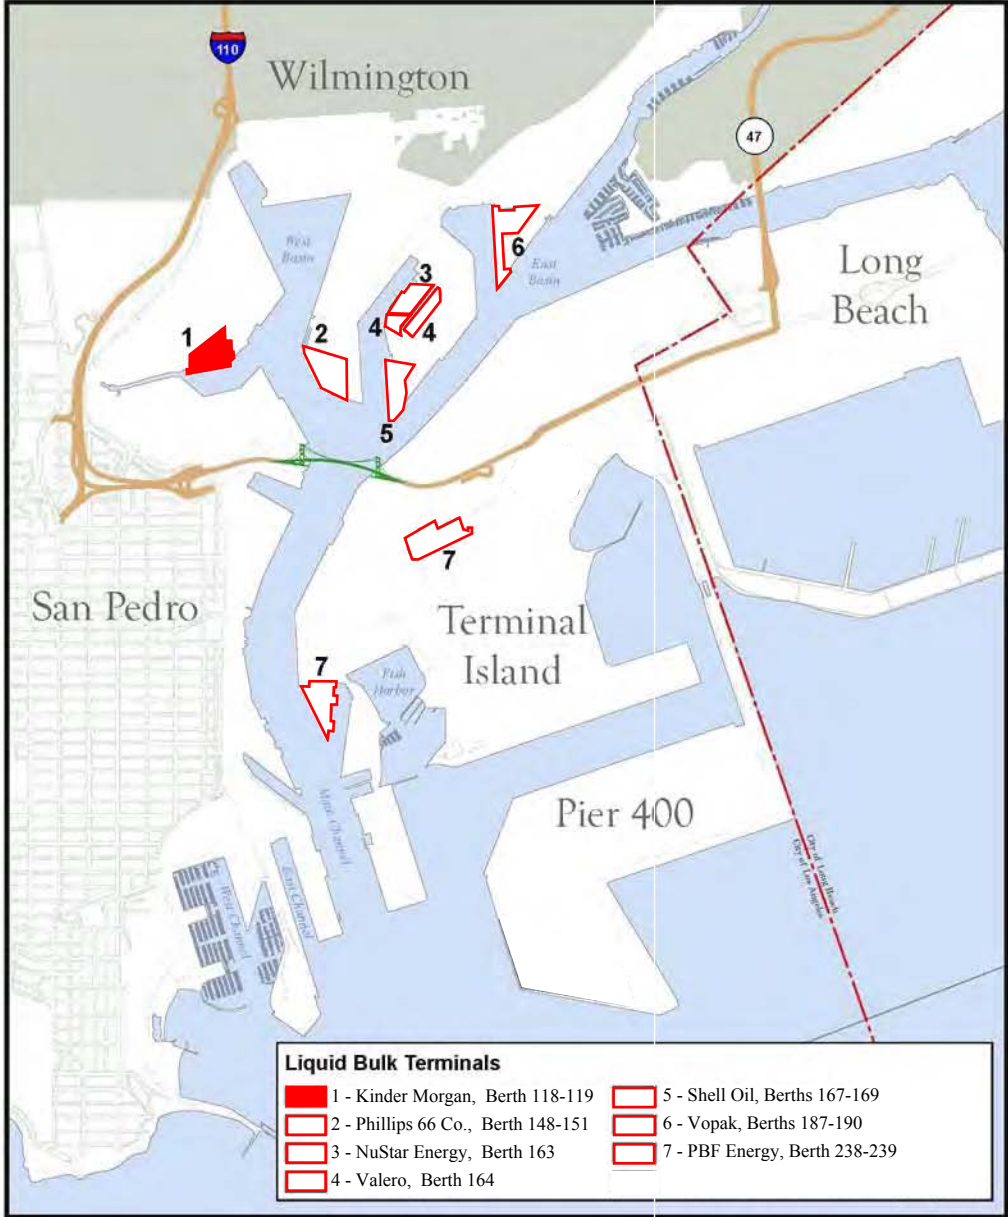 110
Wilmington
47
West
Basin
6
East
Basin
Long
Beach
3
1
2
4
4
5
San Pedro
7
Terminal
Island
7
Fish
Harbor
Pier 400
Main Channel
East Channel
West Channel
City of Long Beach
City of Los Angeles
Liquid Bulk Terminals
1 - Kinder Morgan, Berth 118-119
2 - Phillips 66 Co., Berth 148-151
3 - NuStar Energy, Berth 163
4 - Valero, Berth 164
5 - Shell Oil, Berths 167-169
6 - Vopak, Berths 187-190
7 - PBF Energy, Berth 238-239